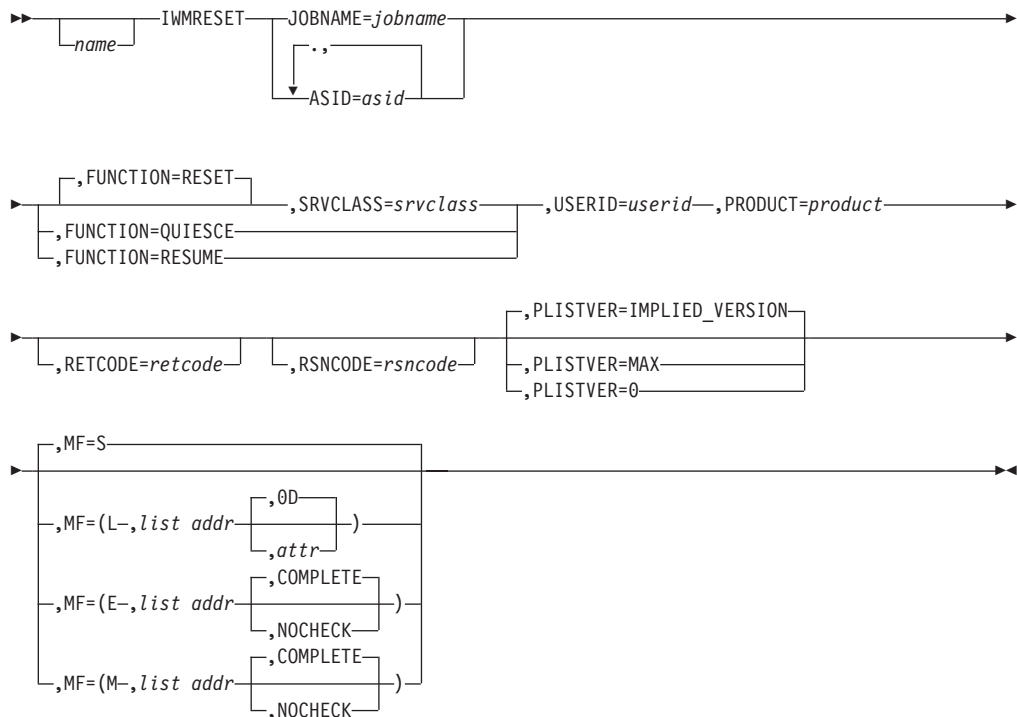 IWMRESET JOBNAME=jobname
name
.,
ASID=asid
,FUNCTION=RESET
,SRVCLASS=srvclass ,USERID=userid ,PRODUCT=product
,FUNCTION=QUIESCE
,FUNCTION=RESUME
,PLISTVER=IMPLIED_VERSION
,RETCODE=retcode ,RSNCODE=rsncode ,PLISTVER=MAX
,PLISTVER=0
,MF=S
,0D
,MF=(L ,list addr )
,attr
,COMPLETE
,MF=(E ,list addr )
,NOCHECK
,COMPLETE
,MF=(M ,list addr )
,NOCHECK